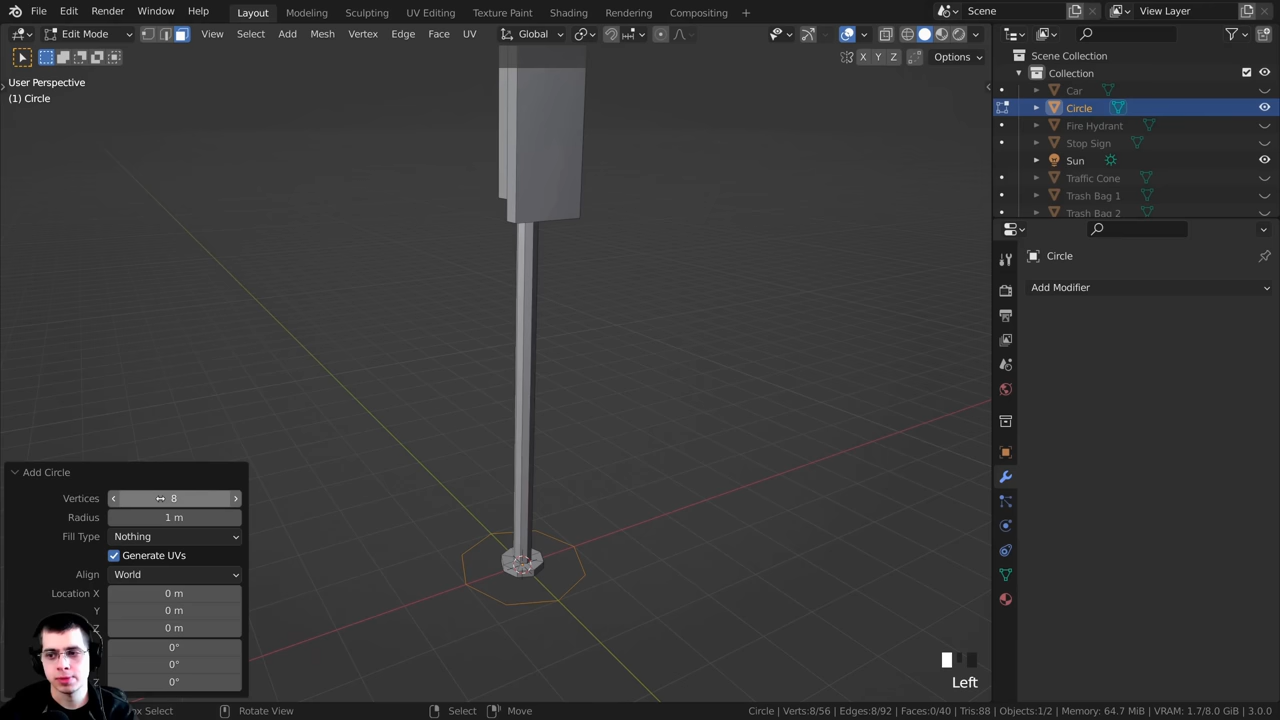 File Edit Render Window Help Layout Modeling Sculpting UV Editing Texture Paint Shading Rendering Compositing Scene View Layer
Edit Mode View Select Add Mesh Vertex Edge Face UV Global
X Y Z Options
User Perspective
(1) Circle
Scene Collection
Collection
Car
Circle
Fire Hydrant
Stop Sign
Sun
Traffic Cone
Trash Bag 1
Trash Bag 2
Circle
Add Modifier
Add Circle
Vertices 8
Radius 1 m
Fill Type Nothing
Generate UVs
Align World
Location X 0 m
Y 0 m
Z 0 m
0°
0°
Z 0°
Left
Select Rotate View Select Move Circle | Verts:8/56 | Edges:8/92 | Faces:0/40 | Tris:88 | Objects:1/2 | Memory: 64.7 MiB | VRAM: 1.7/8.0 GiB | 3.0.0